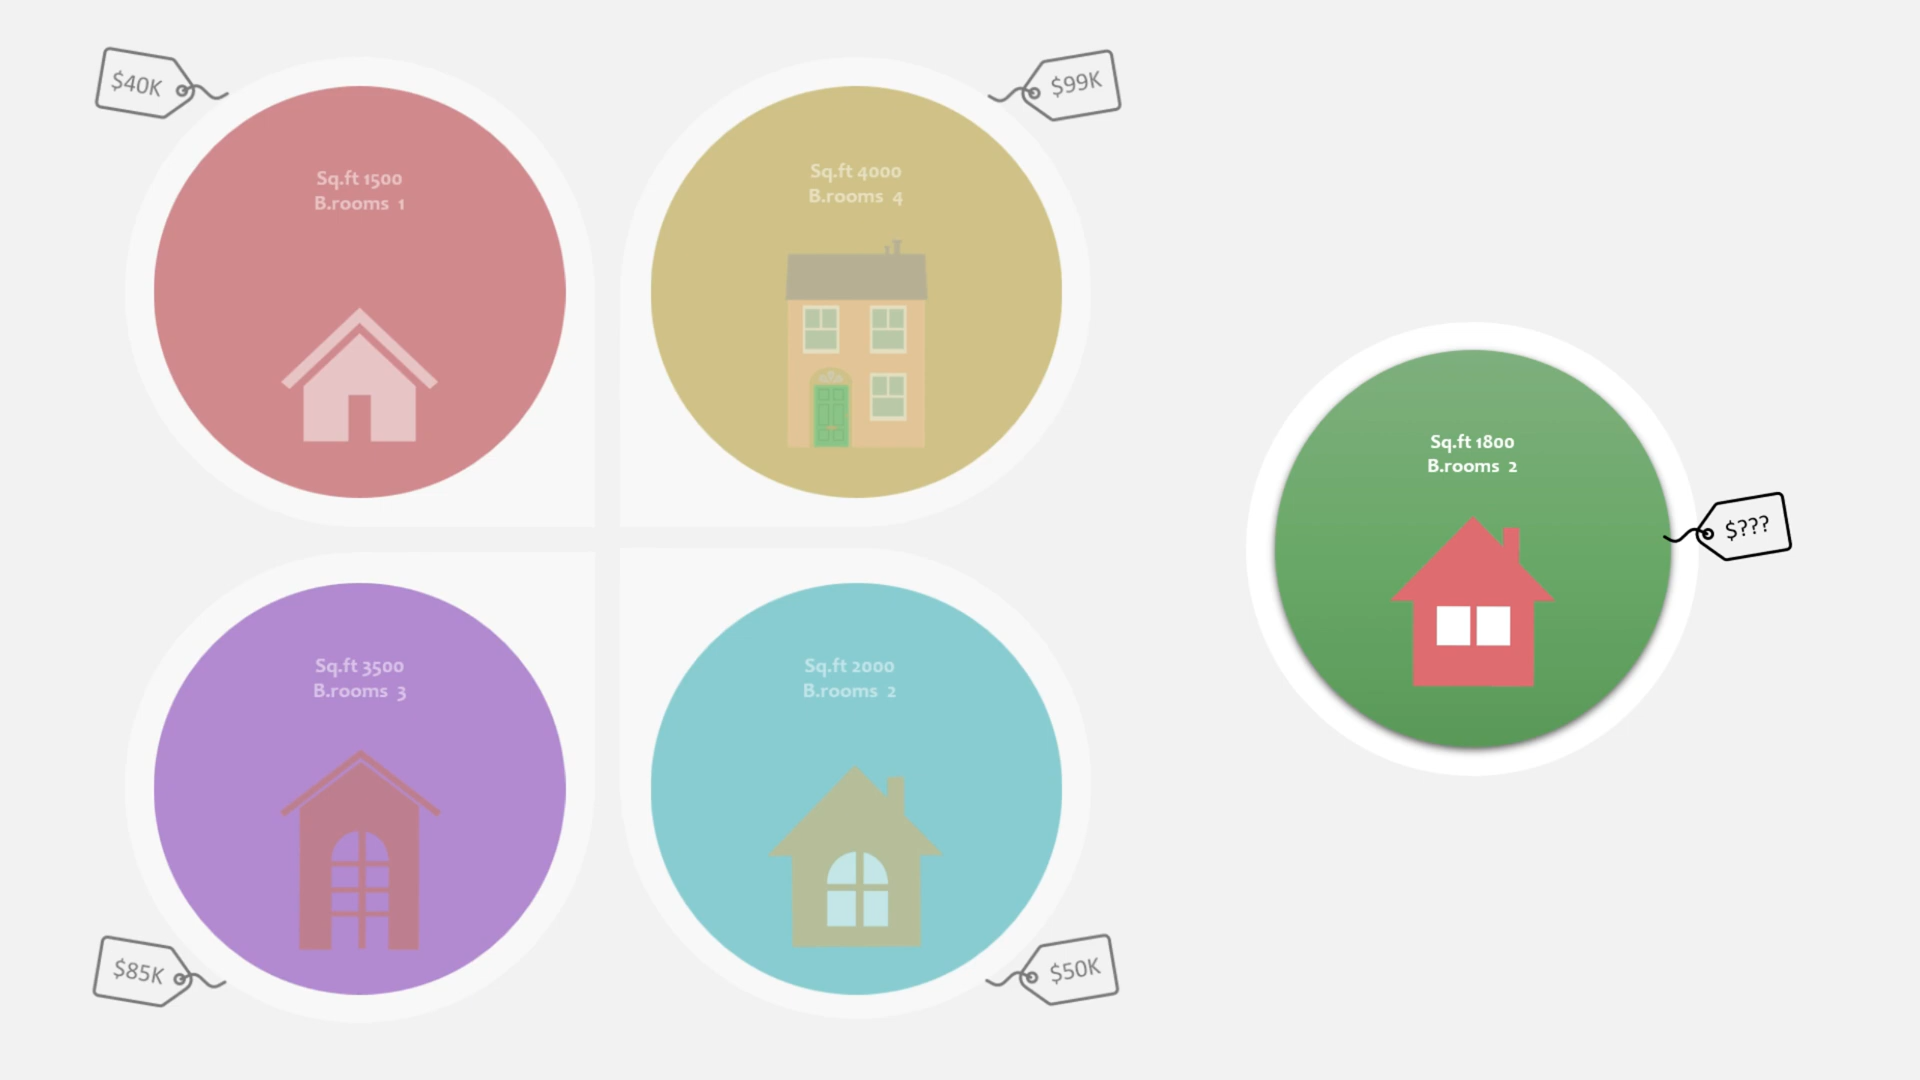 $40K
Sq.ft 1500
B.rooms 1
$99K
Sq.ft 4000
B.rooms 4
Sq.ft 1800
B.rooms 2
$???
Sq.ft 3500
B.rooms 3
$85K
Sq.ft 2000
B.rooms 2
$50K